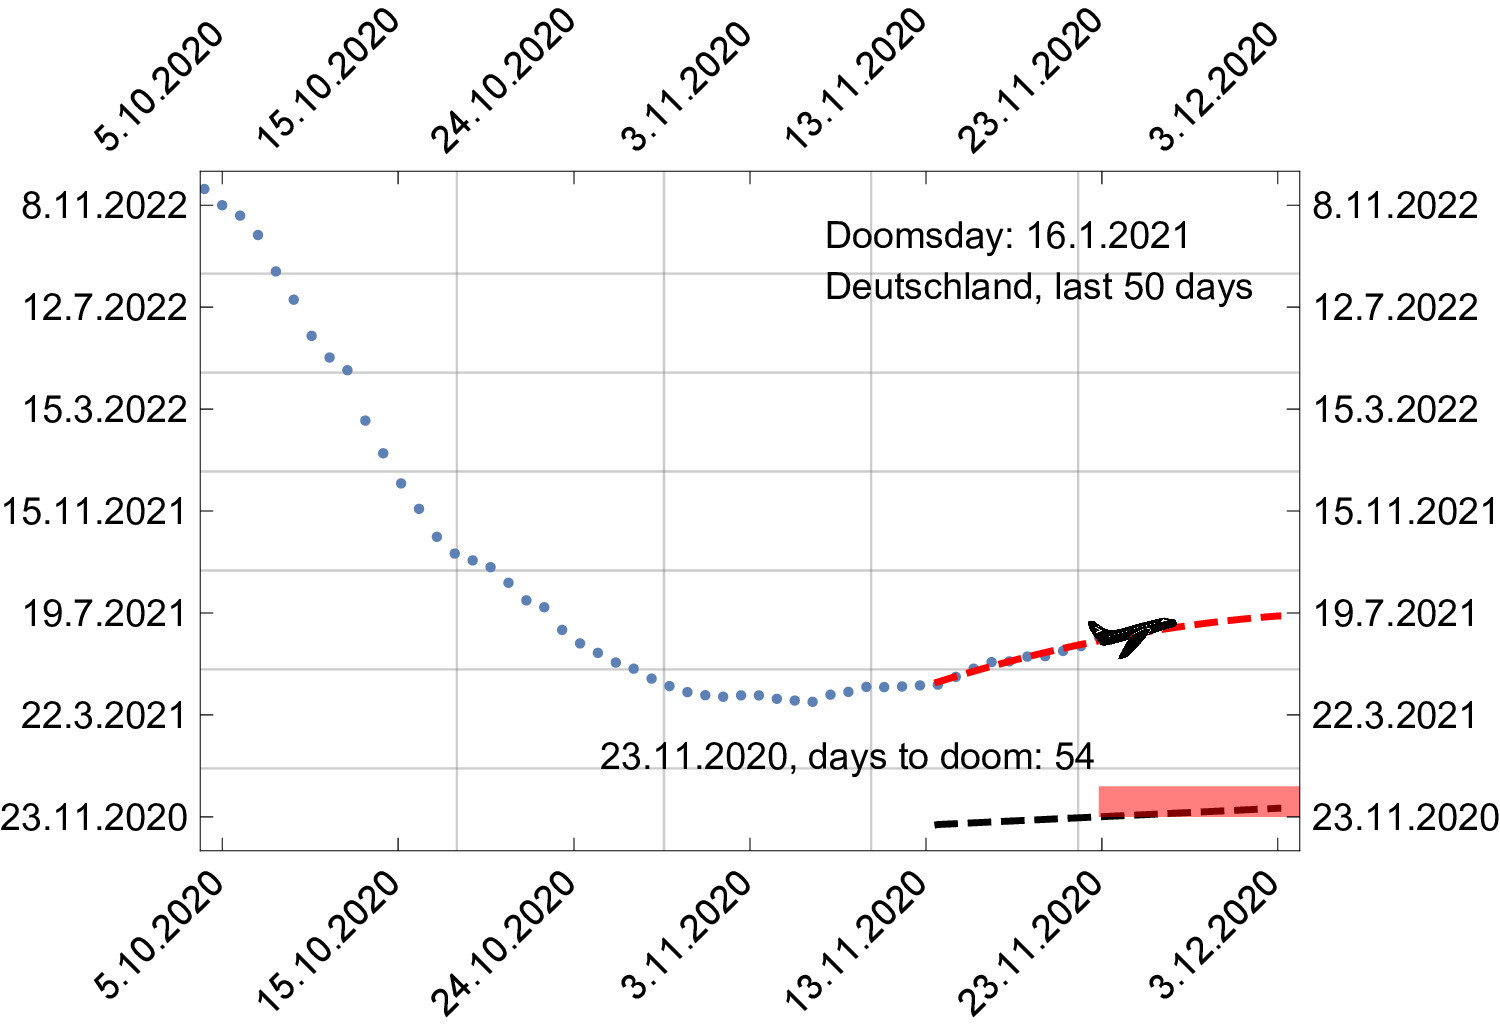 5.10.2020 15.10.2020 24.10.2020 3.11.2020 13.11.2020 23.11.2020 3.12.2020
8.11.2022 8.11.2022
Doomsday: 16.1.2021
Deutschland, last 50 days
12.7.2022 12.7.2022
15.3.2022 15.3.2022
15.11.2021 15.11.2021
19.7.2021 19.7.2021
22.3.2021 22.3.2021
23.11.2020, days to doom: 54
23.11.2020 23.11.2020
5.10.2020 15.10.2020 24.10.2020 3.11.2020 13.11.2020 23.11.2020 3.12.2020